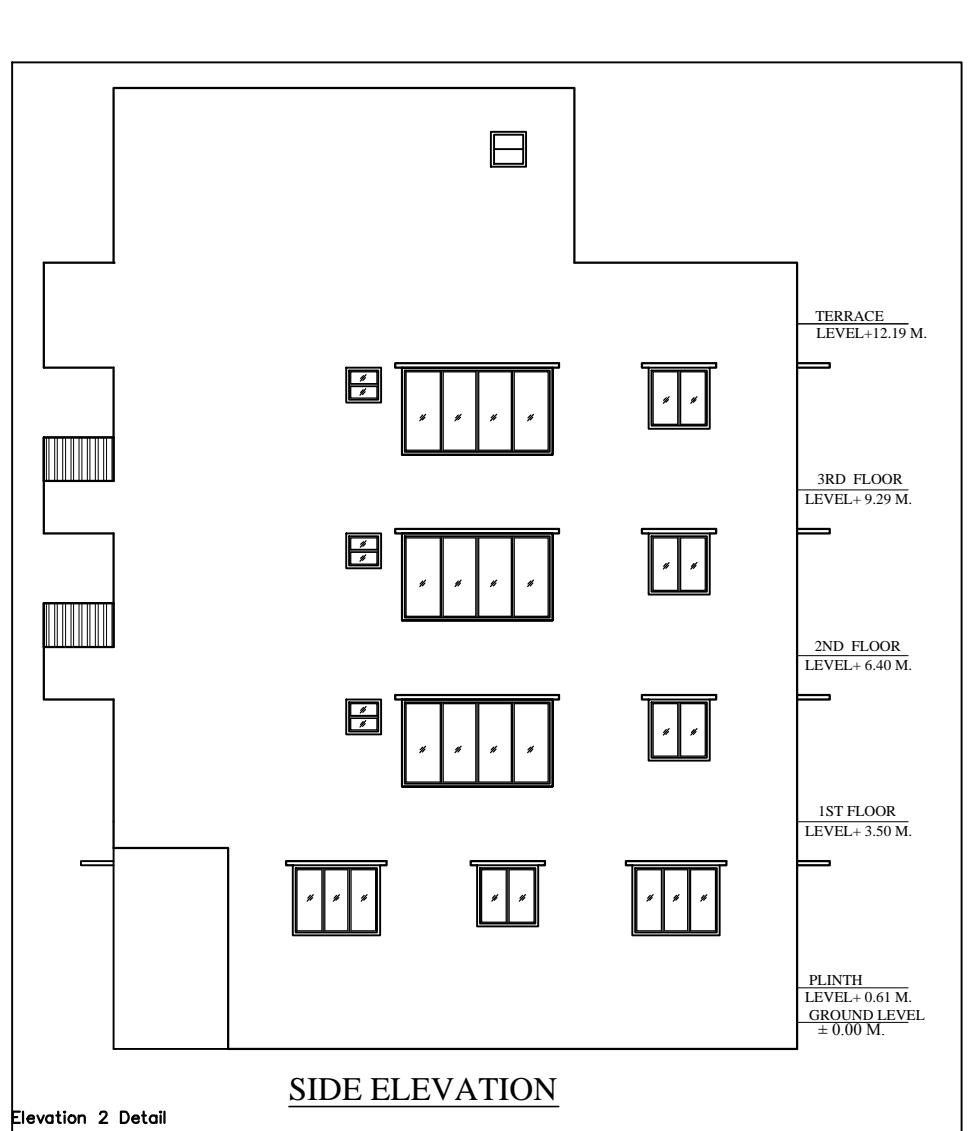 TERRACE
LEVEL+12.19 M.
3RD FLOOR
LEVEL+ 9.29 M.
2ND FLOOR
LEVEL+ 6.40 M.
1ST FLOOR
LEVEL+ 3.50 M.
PLINTH
LEVEL+ 0.61 M.
GROUND LEVEL
± 0.00 M.
SIDE ELEVATION
Elevation 2 Detail